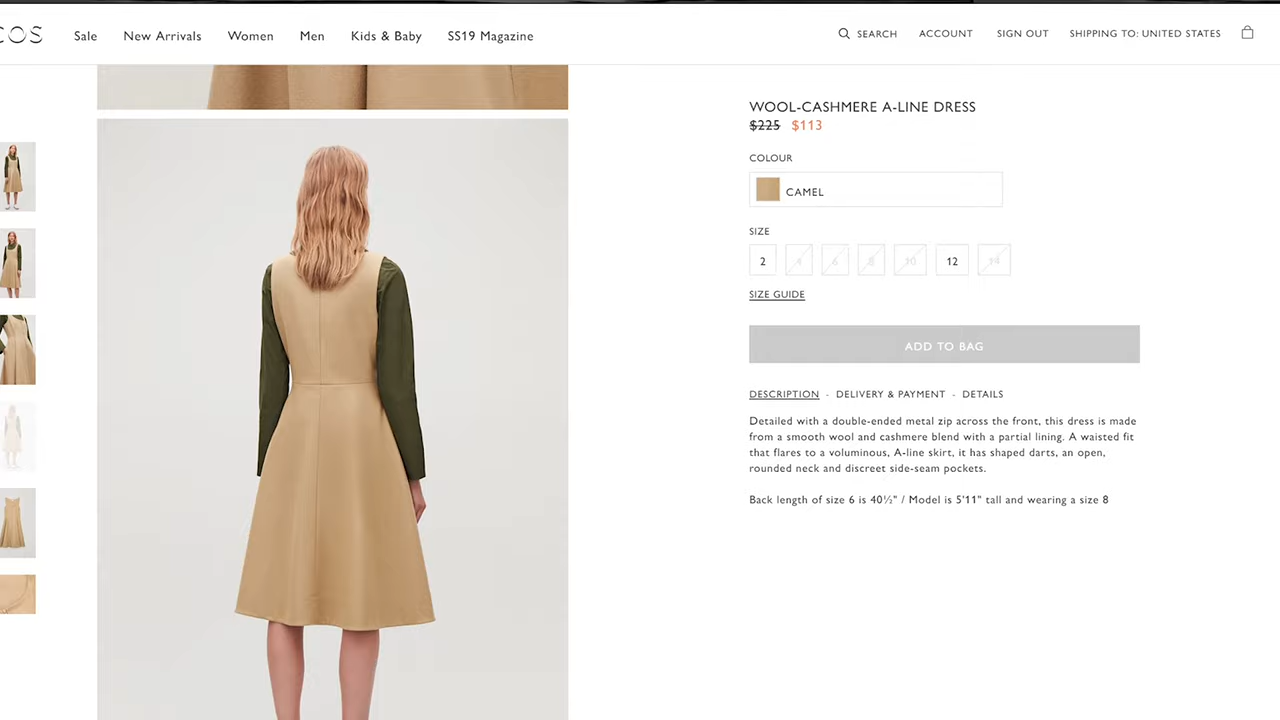 COS
Sale New Arrivals Women Men Kids & Baby SS19 Magazine SEARCH ACCOUNT SIGN OUT SHIPPING TO: UNITED STATES
WOOL-CASHMERE A-LINE DRESS
$225 $113
COLOUR
CAMEL
SIZE
2 4 6 8 10 12 14
SIZE GUIDE
ADD TO BAG
DESCRIPTION - DELIVERY & PAYMENT - DETAILS
Detailed with a double-ended metal zip across the front, this dress is made
from a smooth wool and cashmere blend with a partial lining. A waisted fit
that flares to a voluminous, A-line skirt, it has shaped darts, an open,
rounded neck and discreet side-seam pockets.
Back length of size 6 is 40½" / Model is 5'11" tall and wearing a size 8